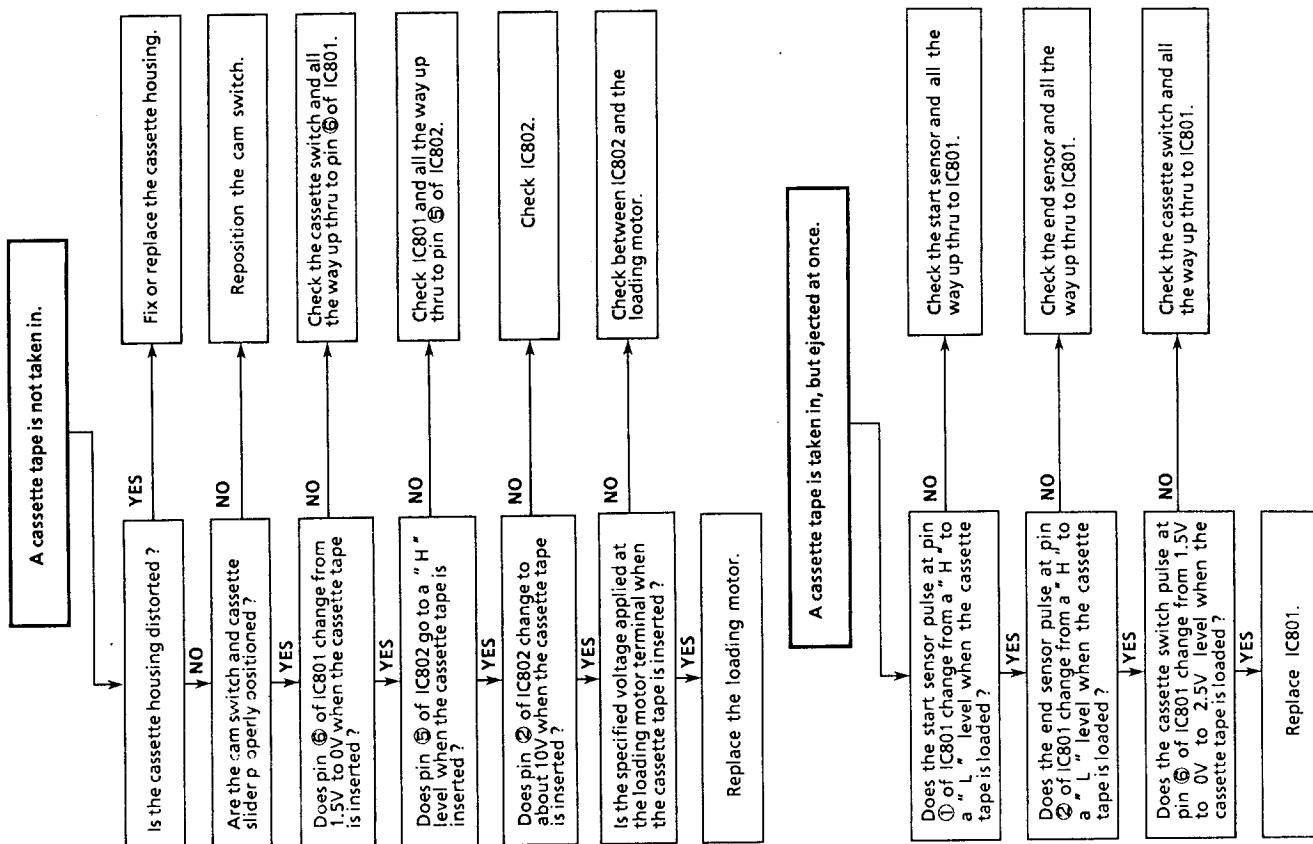 A cassette tape is not taken in.
Is the cassette housing distorted ?
YES
Fix or replace the cassette housing.
NO
Are the cam switch and cassette
slider properly positioned ?
NO
Reposition the cam switch.
YES
Does pin ⑥ of IC801 change from
1.5V to 0V when the cassette tape
is inserted ?
NO
Check the cassette switch and all
the way up thru to pin ⑥ of IC801.
YES
Does pin ⑤ of IC802 go to a " H "
level when the cassette tape is
inserted ?
NO
Check IC801 and all the way up
thru to pin ⑤ of IC802.
YES
Does pin ② of IC802 change to
about 10V when the cassette tape
is inserted ?
NO
Check IC802.
YES
Is the specified voltage applied at
the loading motor terminal when
the cassette tape is inserted ?
NO
Check between IC802 and the
loading motor.
YES
Replace the loading motor.
A cassette tape is taken in, but ejected at once.
Does the start sensor pulse at pin
① of IC801 change from a " H " to
a " L " level when the cassette
tape is loaded ?
NO
Check the start sensor and all the
way up thru to IC801.
YES
Does the end sensor pulse at pin
② of IC801 change from a " H " to
a " L " level when the cassette
tape is loaded ?
NO
Check the end sensor and all the
way up thru to IC801.
YES
Does the cassette switch pulse at
pin ⑥ of IC801 change from 1.5V
to 0V to 2.5V level when the
cassette tape is loaded ?
NO
Check the cassette switch and all
the way up thru to IC801.
YES
Replace IC801.